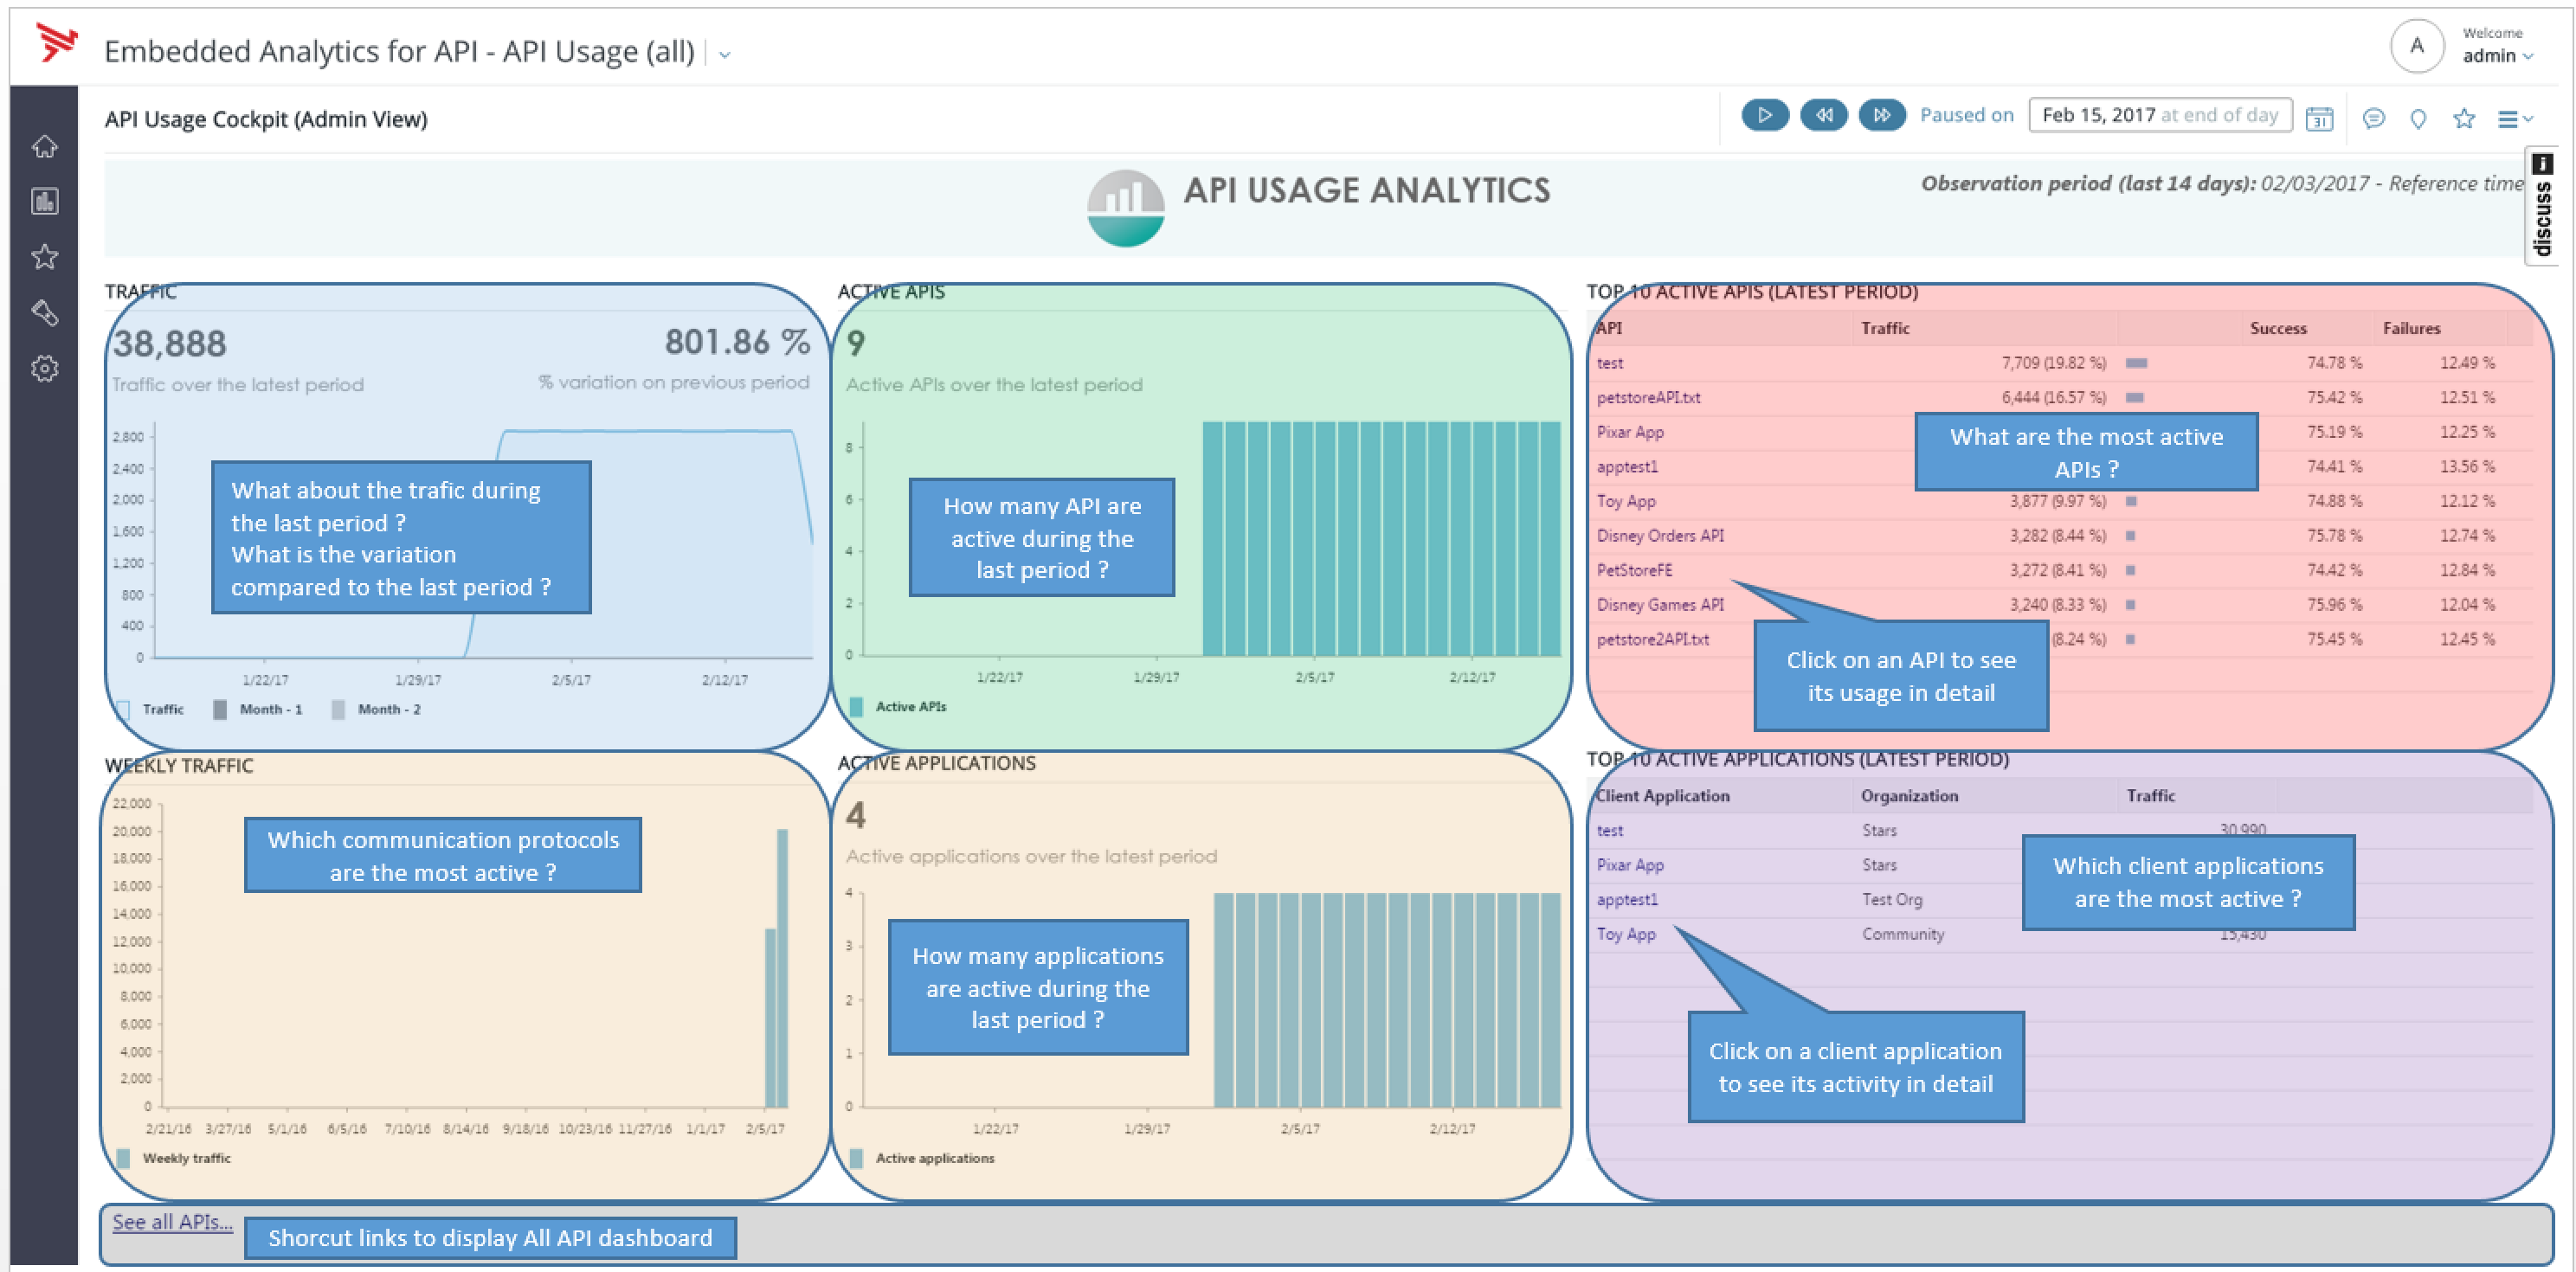 Embedded Analytics for API - API Usage (all)
A
Welcome
admin
API Usage Cockpit (Admin View)
Paused on
Feb 15, 2017 at end of day
31
API USAGE ANALYTICS
Observation period (last 14 days): 02/03/2017 - Reference time
discuss
TRAFFIC
38,888
801.86 %
Traffic over the latest period
% variation on previous period
2,800
2,400
2,000
1,600
1,200
800
400
0
What about the trafic during
the last period ?
What is the variation
compared to the last period ?
1/22/17 1/29/17 2/5/17 2/12/17
Traffic Month - 1 Month - 2
ACTIVE APIS
9
Active APIs over the latest period
8
6
4
2
0
How many API are
active during the
last period ?
1/22/17 1/29/17 2/5/17 2/12/17
Active APIs
TOP 10 ACTIVE APIS (LATEST PERIOD)
API Traffic Success Failures
test 7,709 (19.82 %) 74.78 % 12.49 %
petstoreAPI.txt 6,444 (16.57 %) 75.42 % 12.51 %
Pixar App 75.19 % 12.25 %
apptest1 74.41 % 13.56 %
Toy App 3,877 (9.97 %) 74.88 % 12.12 %
Disney Orders API 3,282 (8.44 %) 75.78 % 12.74 %
PetStoreFE 3,272 (8.41 %) 74.42 % 12.84 %
Disney Games API 3,240 (8.33 %) 75.96 % 12.04 %
petstore2API.txt (8.24 %) 75.45 % 12.45 %
What are the most active
APIs ?
Click on an API to see
its usage in detail
WEEKLY TRAFFIC
22,000
20,000
18,000
16,000
14,000
12,000
10,000
8,000
6,000
4,000
2,000
0
Which communication protocols
are the most active ?
2/21/16 3/27/16 5/1/16 6/5/16 7/10/16 8/14/16 9/18/16 10/23/16 11/27/16 1/1/17 2/5/17
Weekly traffic
ACTIVE APPLICATIONS
4
Active applications over the latest period
4
3
2
1
0
How many applications
are active during the
last period ?
1/22/17 1/29/17 2/5/17 2/12/17
Active applications
TOP 10 ACTIVE APPLICATIONS (LATEST PERIOD)
Client Application Organization Traffic
test Stars 30,990
Pixar App Stars
apptest1 Test Org
Toy App Community 15,430
Which client applications
are the most active ?
Click on a client application
to see its activity in detail
See all APIs...
Shorcut links to display All API dashboard